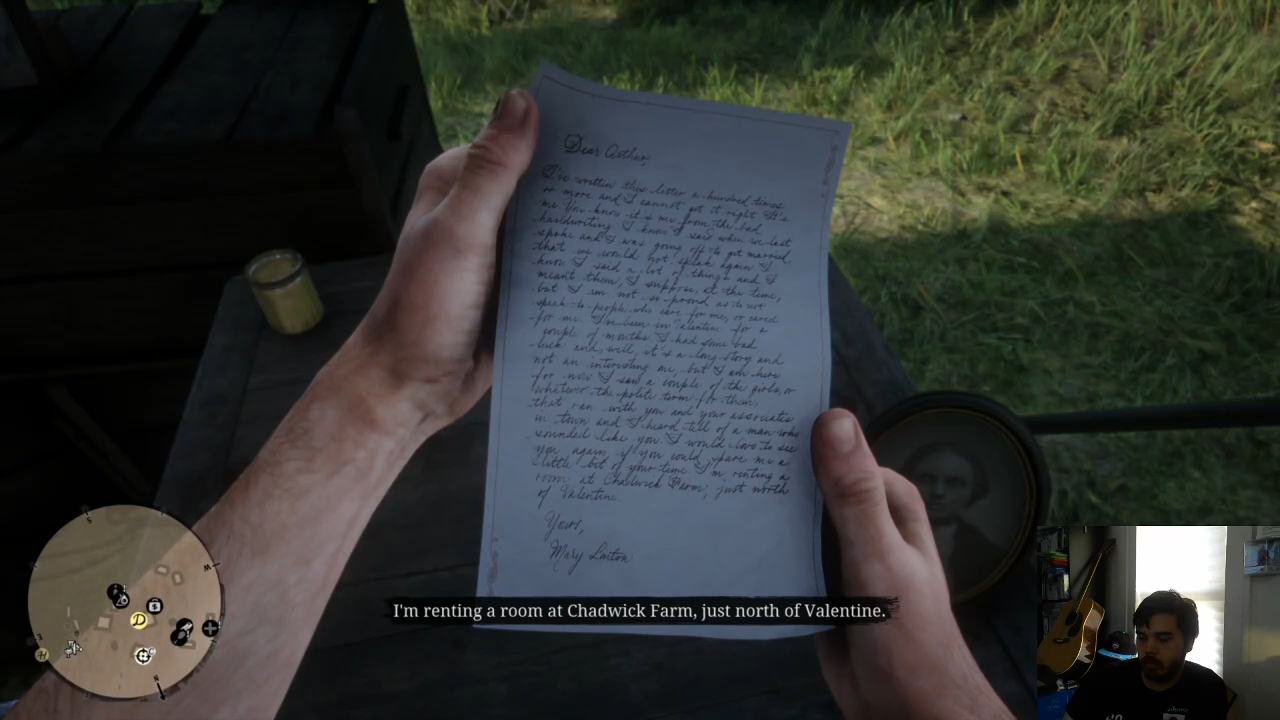 Dear Arthur,
I've written this letter a hundred times
or more and I cannot get it right. It's
me. You know it's me from the bad
handwriting. I know I said when we last
spoke and I was going off to get married
that we would not speak again. I
know I said a lot of things and I
meant them, I suppose, at the time,
but I am not so proud as to not
speak to people who care for me, or cared
for me. I've been in Valentine for a
couple of months. I had some bad
luck and, well, it's a long story and
not an interesting one, but I am here
for now. I saw a couple of the girls, or
whatever the polite term for them,
that ran with you and your associates
in town and I heard tell of a man who
sounded like you. I would love to see
you again, if you could spare me a
little bit of your time. I'm renting a
room at Chadwick Farm, just north
of Valentine.
Yours,
Mary Linton
I'm renting a room at Chadwick Farm, just north of Valentine.
S
W
E
N
D
H
$